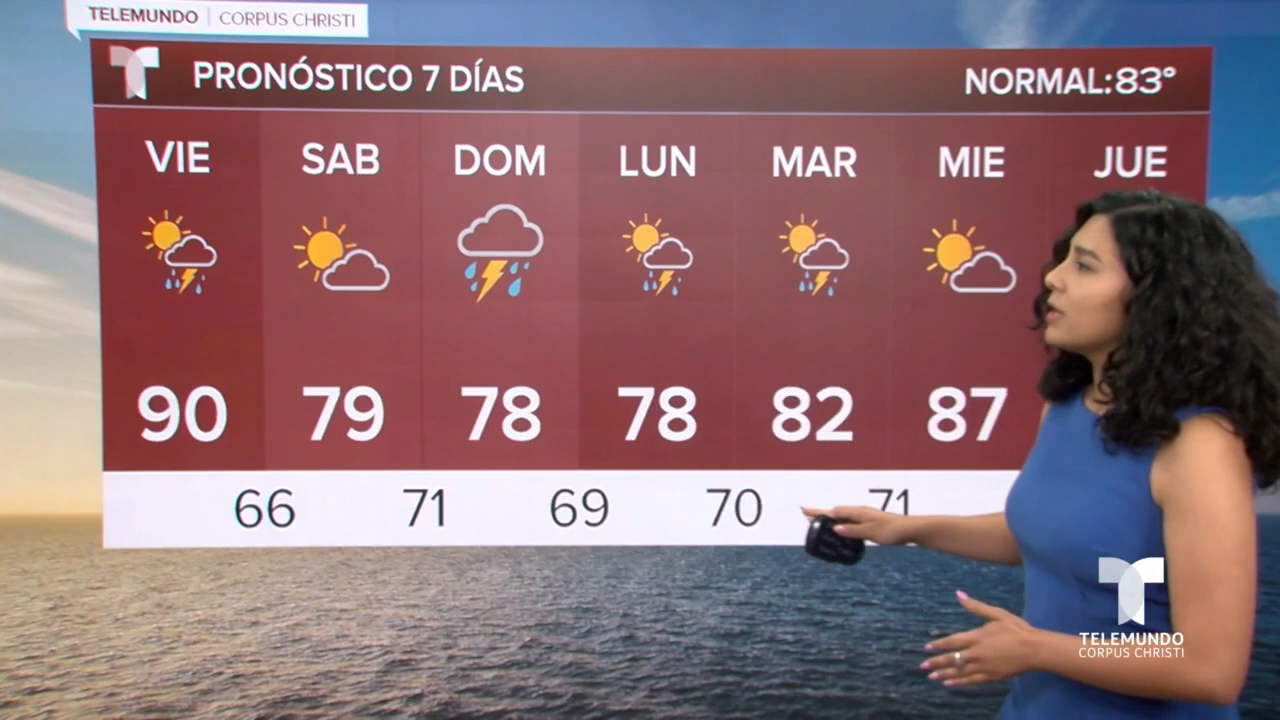 TELEMUNDO | CORPUS CHRISTI
PRONÓSTICO 7 DÍAS
NORMAL:83°
VIE SAB DOM LUN MAR MIE JUE
90 79 78 78 82 87
66 71 69 70 71
TELEMUNDO
CORPUS CHRISTI